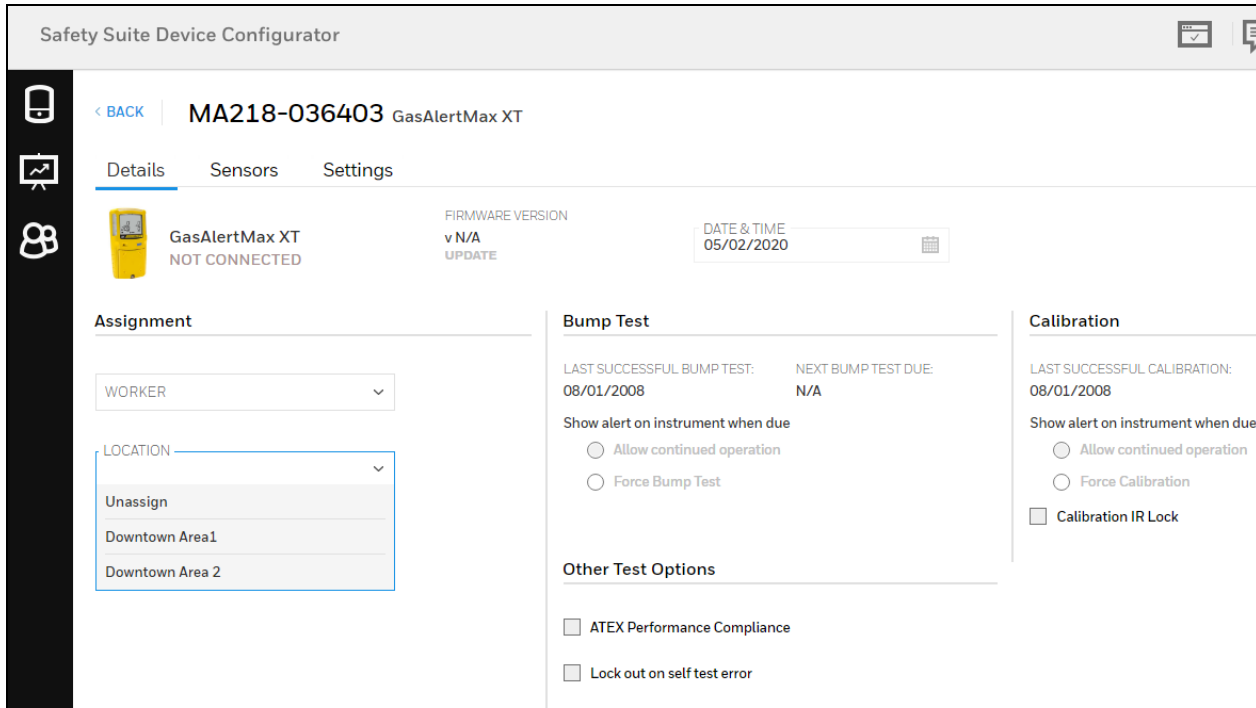 Safety Suite Device Configurator
< BACK
MA218-036403 GasAlertMax XT
Details Sensors Settings
GasAlertMax XT
NOT CONNECTED
FIRMWARE VERSION
v N/A
UPDATE
DATE & TIME
05/02/2020
Assignment
WORKER
LOCATION
Unassign
Downtown Area1
Downtown Area 2
Bump Test
LAST SUCCESSFUL BUMP TEST: NEXT BUMP TEST DUE:
08/01/2008 N/A
Show alert on instrument when due
Allow continued operation
Force Bump Test
Other Test Options
ATEX Performance Compliance
Lock out on self test error
Calibration
LAST SUCCESSFUL CALIBRATION:
08/01/2008
Show alert on instrument when due
Allow continued operation
Force Calibration
Calibration IR Lock